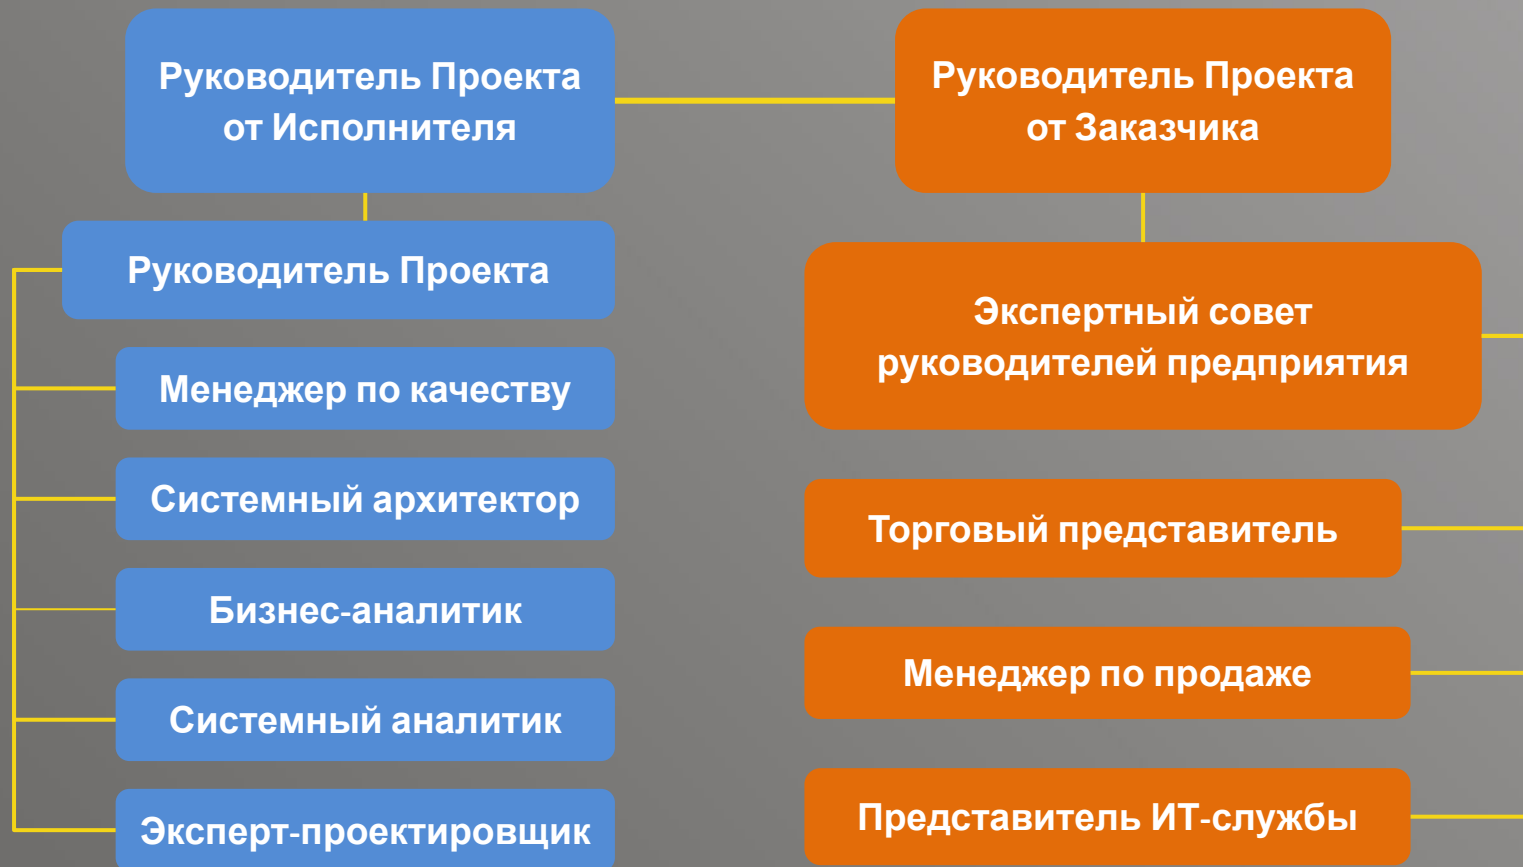 Руководитель Проекта
от Исполнителя
Руководитель Проекта
Менеджер по качеству
Системный архитектор
Бизнес-аналитик
Системный аналитик
Эксперт-проектировщик
Руководитель Проекта
от Заказчика
Экспертный совет
руководителей предприятия
Торговый представитель
Менеджер по продаже
Представитель ИТ-службы